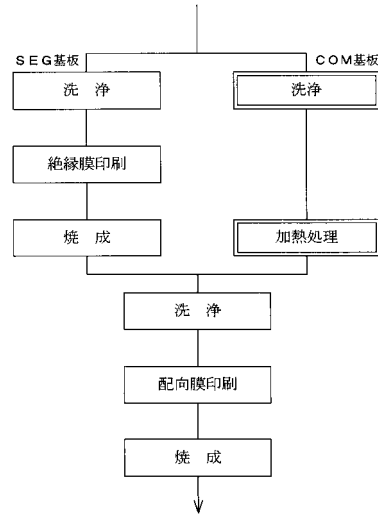 SEG基板
COM基板
洗 浄
洗浄
絶縁膜印刷
焼 成
加熱処理
洗 浄
配向膜印刷
焼 成